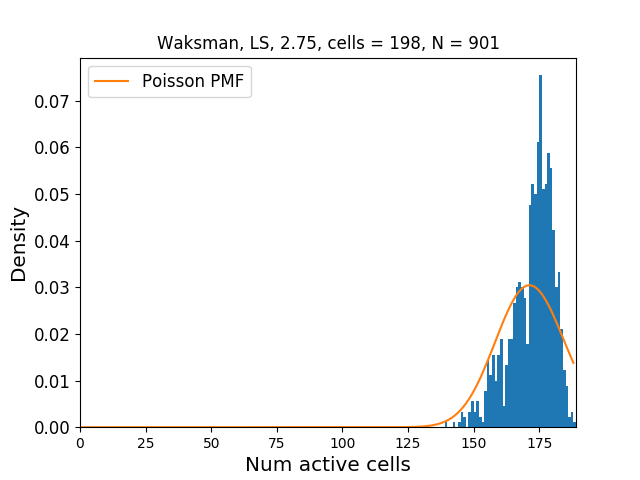 Waksman, LS, 2.75, cells = 198, N = 901
Poisson PMF
Density
0.07
0.06
0.05
0.04
0.03
0.02
0.01
0.00
0 25 50 75 100 125 150 175
Num active cells